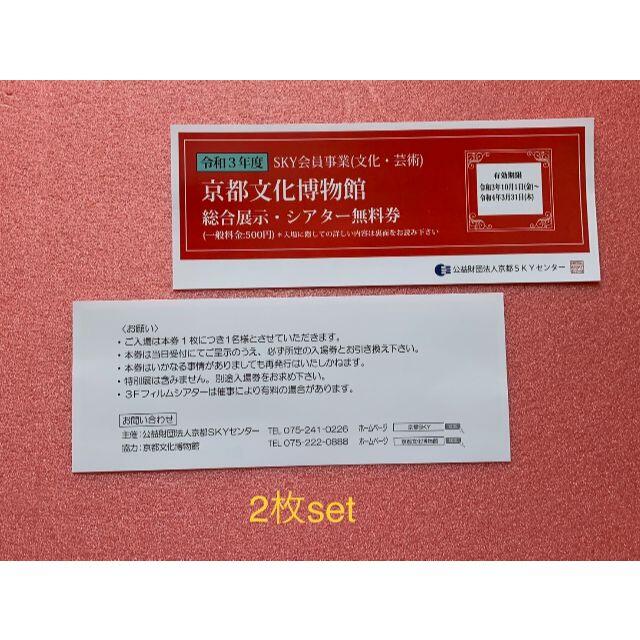 令和3年度 SKY会員事業(文化・芸術)
京都文化博物館
総合展示・シアター無料券
(一般料金:500円) *入場に際しての詳しい内容は裏面をお読み下さい
有効期限
令和3年10月1日(金)~
令和4年3月31日(木)
公益財団法人京都SKYセンター
〈お願い〉
・ご入場は本券1枚につき1名様とさせていただきます。
・本券は当日受付にてご呈示のうえ、必ず所定の入場券とお引き換え下さい。
・本券はいかなる事情がありましても再発行はいたしかねます。
・特別展は含みません。別途入場券をお求め下さい。
・3Fフィルムシアターは催事により有料の場合があります。
お問い合わせ
主催:公益財団法人京都SKYセンター TEL 075-241-0226 ホームページ 京都SKY
協力:京都文化博物館 TEL 075-222-0888 ホームページ 京都文化博物館
2枚set